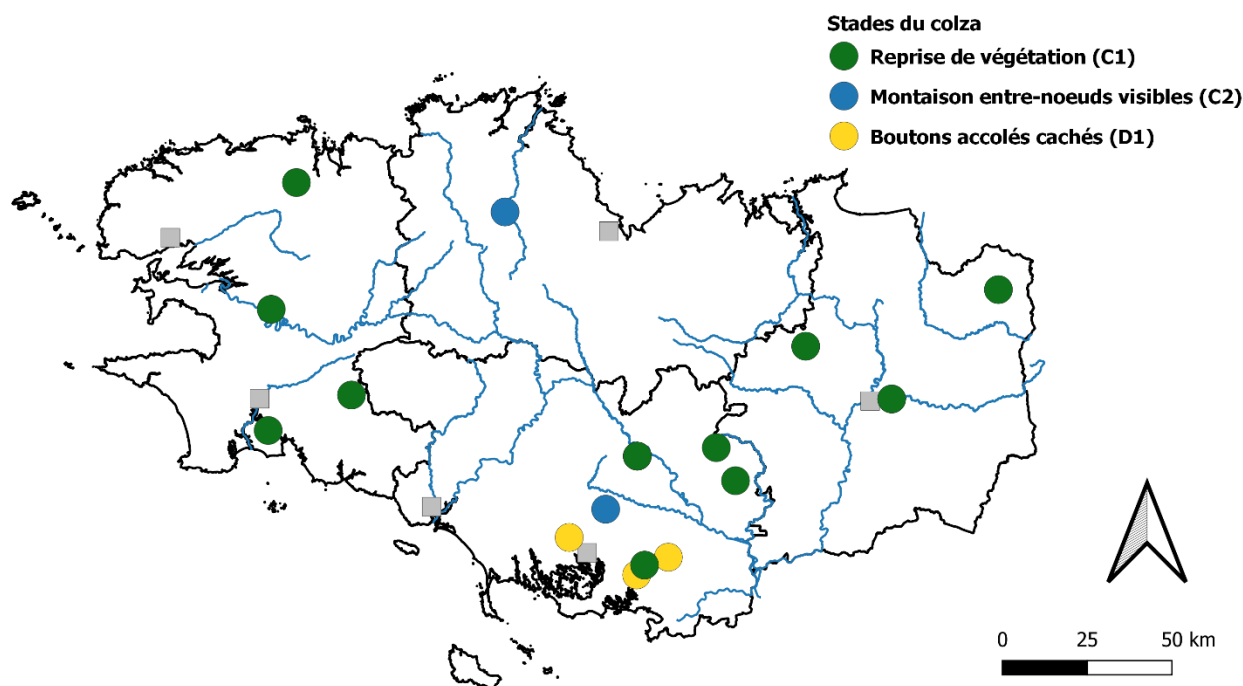 Stades du colza
Reprise de végétation (C1)
Montaison entre-noeuds visibles (C2)
Boutons accolés cachés (D1)
0 25 50 km